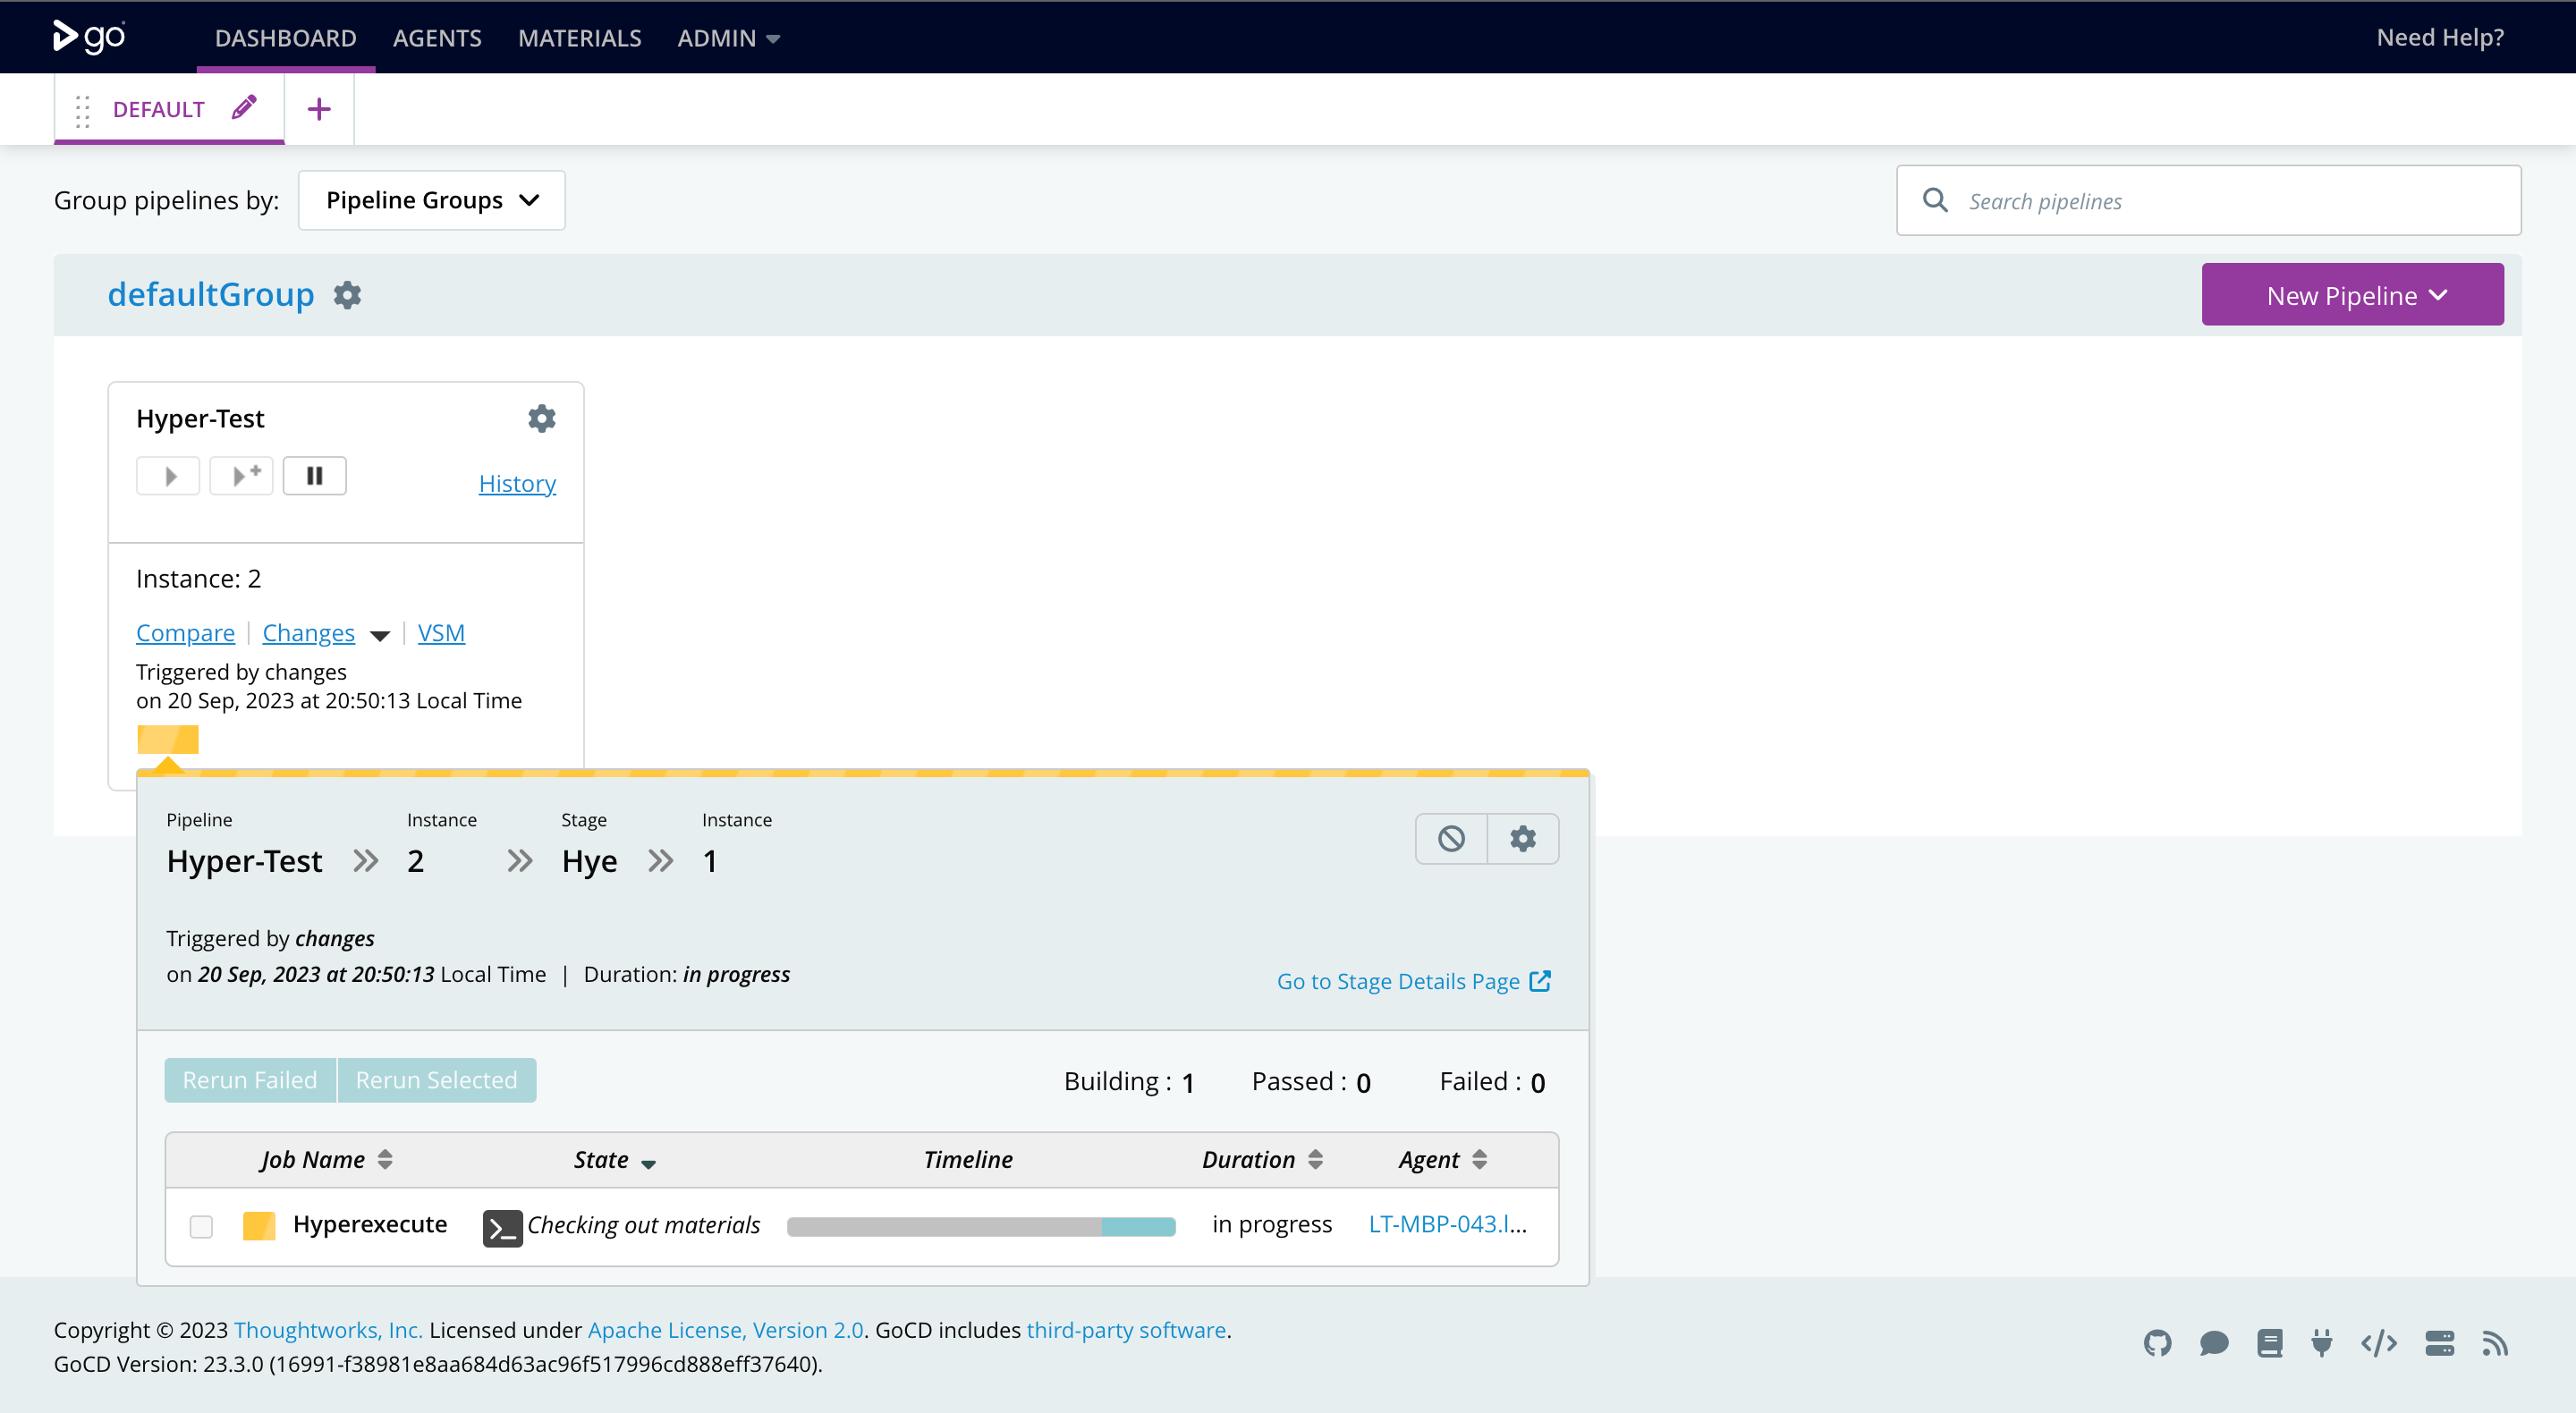 go
DASHBOARD AGENTS MATERIALS ADMIN Need Help?
DEFAULT +
Group pipelines by: Pipeline Groups Search pipelines
defaultGroup New Pipeline
Hyper-Test
History
Instance: 2
Compare | Changes | VSM
Triggered by changes
on 20 Sep, 2023 at 20:50:13 Local Time
Pipeline Instance Stage Instance
Hyper-Test 2 Hye 1
Triggered by changes
on 20 Sep, 2023 at 20:50:13 Local Time | Duration: in progress
Go to Stage Details Page
Rerun Failed Rerun Selected Building : 1 Passed : 0 Failed : 0
Job Name State Timeline Duration Agent
Hyperexecute Checking out materials in progress LT-MBP-043.l...
Copyright © 2023 Thoughtworks, Inc. Licensed under Apache License, Version 2.0. GoCD includes third-party software.
GoCD Version: 23.3.0 (16991-f38981e8aa684d63ac96f517996cd888eff37640).